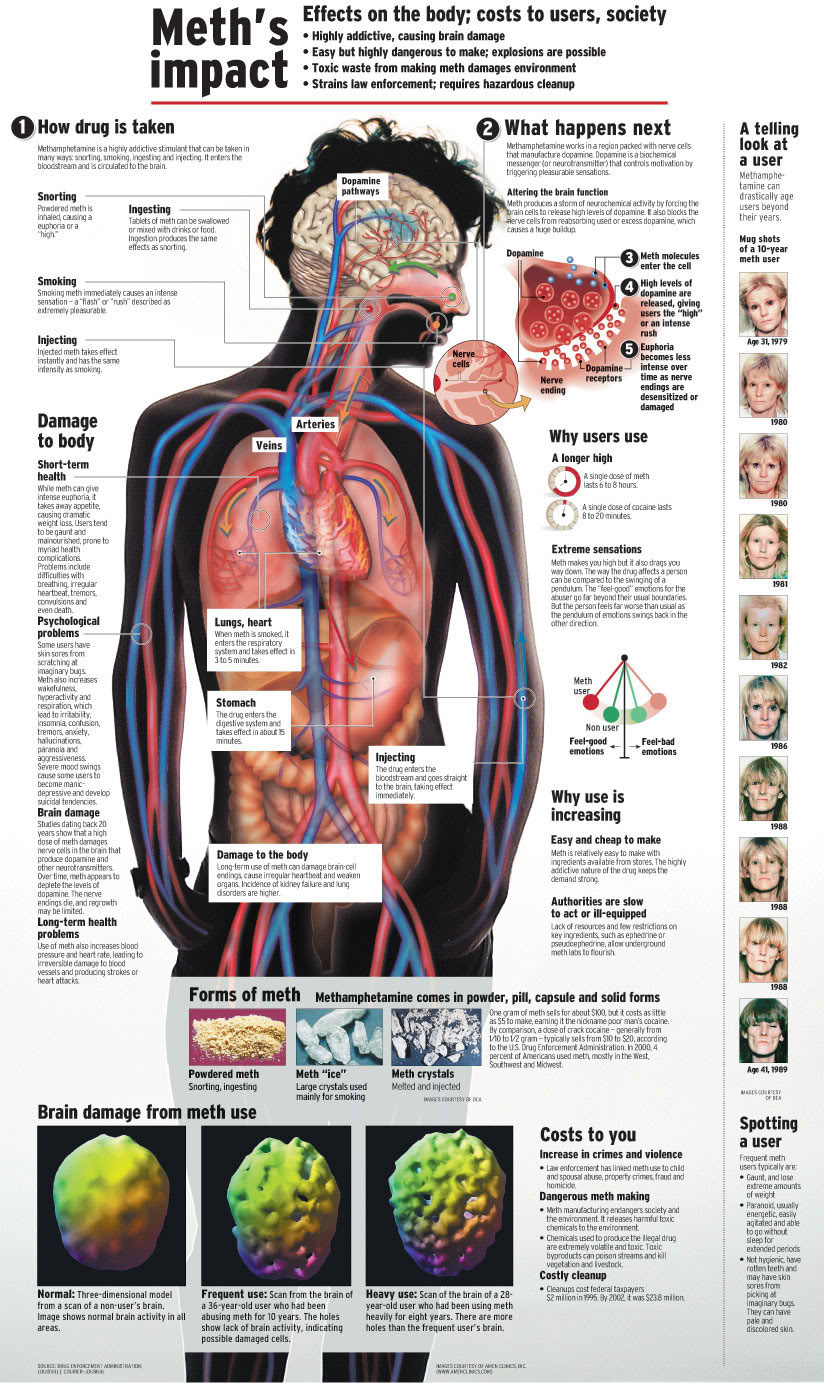 Meth's
impact
Effects on the body; costs to users, society
• Highly addictive, causing brain damage
• Easy but highly dangerous to make; explosions are possible
• Toxic waste from making meth damages environment
• Strains law enforcement; requires hazardous cleanup
1 How drug is taken
Methamphetamine is a highly addictive stimulant that can be taken in
many ways: snorting, smoking, ingesting and injecting. It enters the
bloodstream and is circulated to the brain.
Snorting
Powdered meth is
inhaled, causing a
euphoria or a
"high."
Ingesting
Tablets of meth can be swallowed
or mixed with drinks or food.
Ingestion produces the same
effects as snorting.
Smoking
Smoking meth immediately causes an intense
sensation – a "flash" or "rush" described as
extremely pleasurable.
Injecting
Injected meth takes effect
instantly and has the same
intensity as smoking.
Dopamine
pathways
2 What happens next
Methamphetamine works in a region packed with nerve cells
that manufacture dopamine. Dopamine is a biochemical
messenger (or neurotransmitter) that controls motivation by
triggering pleasurable sensations.
Altering the brain function
Meth produces a storm of neurochemical activity by forcing the
brain cells to release high levels of dopamine. It also blocks the
nerve cells from reabsorbing used or excess dopamine, which
causes a huge buildup.
Dopamine
3 Meth molecules
enter the cell
4 High levels of
dopamine are
released, giving
users the "high"
or an intense
rush
5 Euphoria
becomes less
intense over
time as nerve
endings are
desensitized or
damaged
Nerve
cells
Nerve
ending
Dopamine
receptors
Arteries
Veins
Damage
to body
Short-term
health
While meth can give
intense euphoria, it
takes away appetite,
causing dramatic
weight loss. Users tend
to be gaunt and
malnourished, prone to
myriad health
complications.
Problems include
difficulties with
breathing, irregular
heartbeat, tremors,
convulsions and
even death.
Psychological
problems
Some users have
skin sores from
scratching at
imaginary bugs.
Meth also increases
wakefulness,
hyperactivity and
respiration, which
lead to irritability,
insomnia, confusion,
tremors, anxiety,
hallucinations,
paranoia and
aggressiveness.
Severe mood swings
cause some users to
become manic-
depressive and develop
suicidal tendencies.
Brain damage
Studies dating back 20
years show that a high
dose of meth damages
nerve cells in the brain that
produce dopamine and
other neurotransmitters.
Over time, meth appears to
deplete the levels of
dopamine. The nerve
endings die, and regrowth
may be limited.
Long-term health
problems
Use of meth also increases blood
pressure and heart rate, leading to
irreversible damage to blood
vessels and producing strokes or
heart attacks.
Lungs, heart
When meth is smoked, it
enters the respiratory
system and takes effect in
3 to 5 minutes.
Stomach
The drug enters the
digestive system and
takes effect in about 15
minutes.
Injecting
The drug enters the
bloodstream and goes straight
to the brain, taking effect
immediately.
Damage to the body
Long-term use of meth can damage brain-cell
endings, cause irregular heartbeat and weaken
organs. Incidence of kidney failure and lung
disorders are higher.
Why users use
A longer high
A single dose of meth
lasts 6 to 8 hours.
A single dose of cocaine lasts
8 to 20 minutes.
Extreme sensations
Meth makes you high but it also drags you
way down. The way the drug affects a person
can be compared to the swinging of a
pendulum. The "feel-good" emotions for the
abuser go far beyond their usual boundaries.
But the person feels far worse than usual as
the pendulum of emotions swings back in the
other direction.
Meth
user
Non user
Feel-good
emotions
Feel-bad
emotions
Why use is
increasing
Easy and cheap to make
Meth is relatively easy to make with
ingredients available from stores. The highly
addictive nature of the drug keeps the
demand strong.
Authorities are slow
to act or ill-equipped
Lack of resources and few restrictions on
key ingredients, such as ephedrine or
pseudoephedrine, allow underground
meth labs to flourish.
Forms of meth
Methamphetamine comes in powder, pill, capsule and solid forms
Powdered meth
Snorting, ingesting
Meth "ice"
Large crystals used
mainly for smoking
Meth crystals
Melted and injected
IMAGES COURTESY OF DEA
One gram of meth sells for about $100, but it costs as little
as $5 to make, earning it the nickname poor man's cocaine.
By comparison, a dose of crack cocaine – generally from
1/10 to 1/2 gram – typically sells from $10 to $20, according
to the U.S. Drug Enforcement Administration. In 2000, 4
percent of Americans used meth, mostly in the West,
Southwest and Midwest.
Brain damage from meth use
Normal: Three-dimensional model
from a scan of a non-user's brain.
Image shows normal brain activity in all
areas.
Frequent use: Scan from the brain of
a 36-year-old user who had been
abusing meth for 10 years. The holes
show lack of brain activity, indicating
possible damaged cells.
Heavy use: Scan of the brain of a 28-
year-old user who had been using meth
heavily for eight years. There are more
holes than the frequent user's brain.
Costs to you
Increase in crimes and violence
• Law enforcement has linked meth use to child
and spousal abuse, property crimes, fraud and
homicide.
Dangerous meth making
• Meth manufacturing endangers society and
the environment. It releases harmful toxic
chemicals to the environment.
• Chemicals used to produce the illegal drug
are extremely volatile and toxic. Toxic
byproducts can poison streams and kill
vegetation and livestock.
Costly cleanup
• Cleanups cost federal taxpayers
$2 million in 1995. By 2002, it was $23.8 million.
A telling
look at
a user
Methamphe-
tamine can
drastically age
users beyond
their years.
Mug shots
of a 10-year
meth user
Age 31, 1979
1980
1980
1981
1982
1986
1988
1988
1988
Age 41, 1989
IMAGES COURTESY
OF DEA
Spotting
a user
Frequent meth
users typically are:
• Gaunt, and lose
extreme amounts
of weight
• Paranoid, usually
energetic, easily
agitated and able
to go without
sleep for
extended periods
• Not hygienic, have
rotten teeth and
may have skin
sores from
picking at
imaginary bugs.
They can have
pale and
discolored skin.
SOURCE: DRUG ENFORCEMENT ADMINISTRATION;
LOUISVILLE COURIER-JOURNAL
IMAGES COURTESY OF AMEN CLINICS, INC.
(WWW.AMENCLINICS.COM)